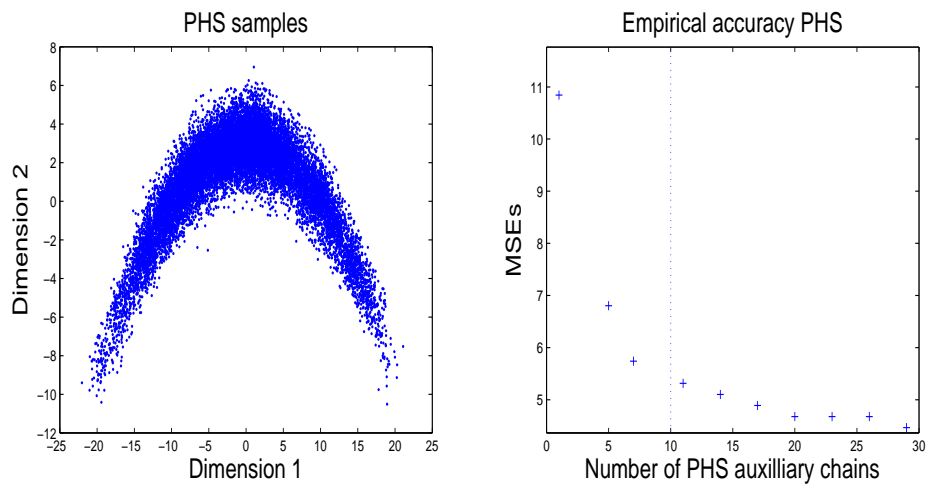 PHS samples
8
6
4
2
0
−2
−4
−6
−8
−10
−12
Dimension 2
−25 −20 −15 −10 −5 0 5 10 15 20 25
Dimension 1
Empirical accuracy PHS
11
10
9
8
7
6
5
MSEs
0 5 10 15 20 25 30
Number of PHS auxilliary chains